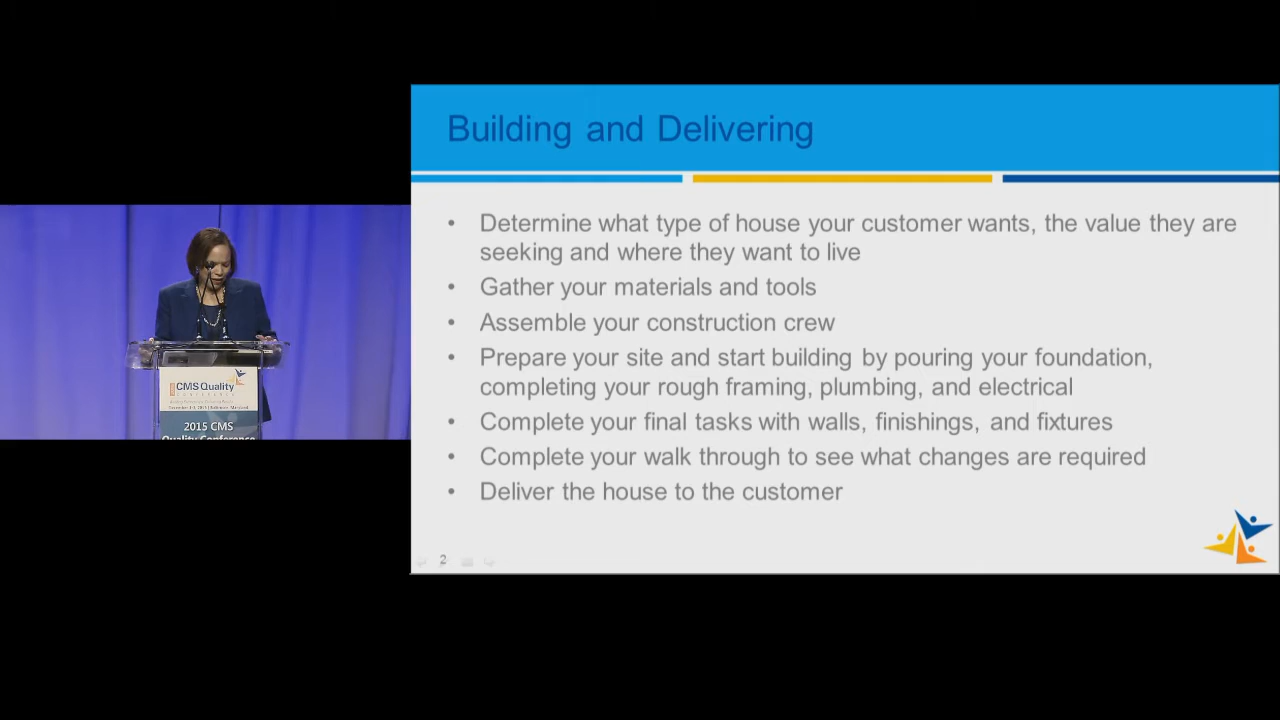 Building and Delivering
• Determine what type of house your customer wants, the value they are
seeking and where they want to live
• Gather your materials and tools
• Assemble your construction crew
• Prepare your site and start building by pouring your foundation,
completing your rough framing, plumbing, and electrical
• Complete your final tasks with walls, finishings, and fixtures
• Complete your walk through to see what changes are required
• Deliver the house to the customer
2
CMS Quality
CONFERENCE
2015 CMS
Quality Conference